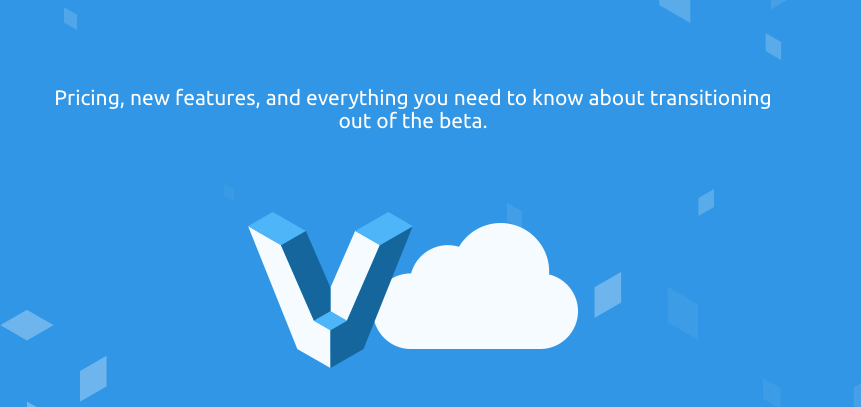 Pricing, new features, and everything you need to know about transitioning
out of the beta.